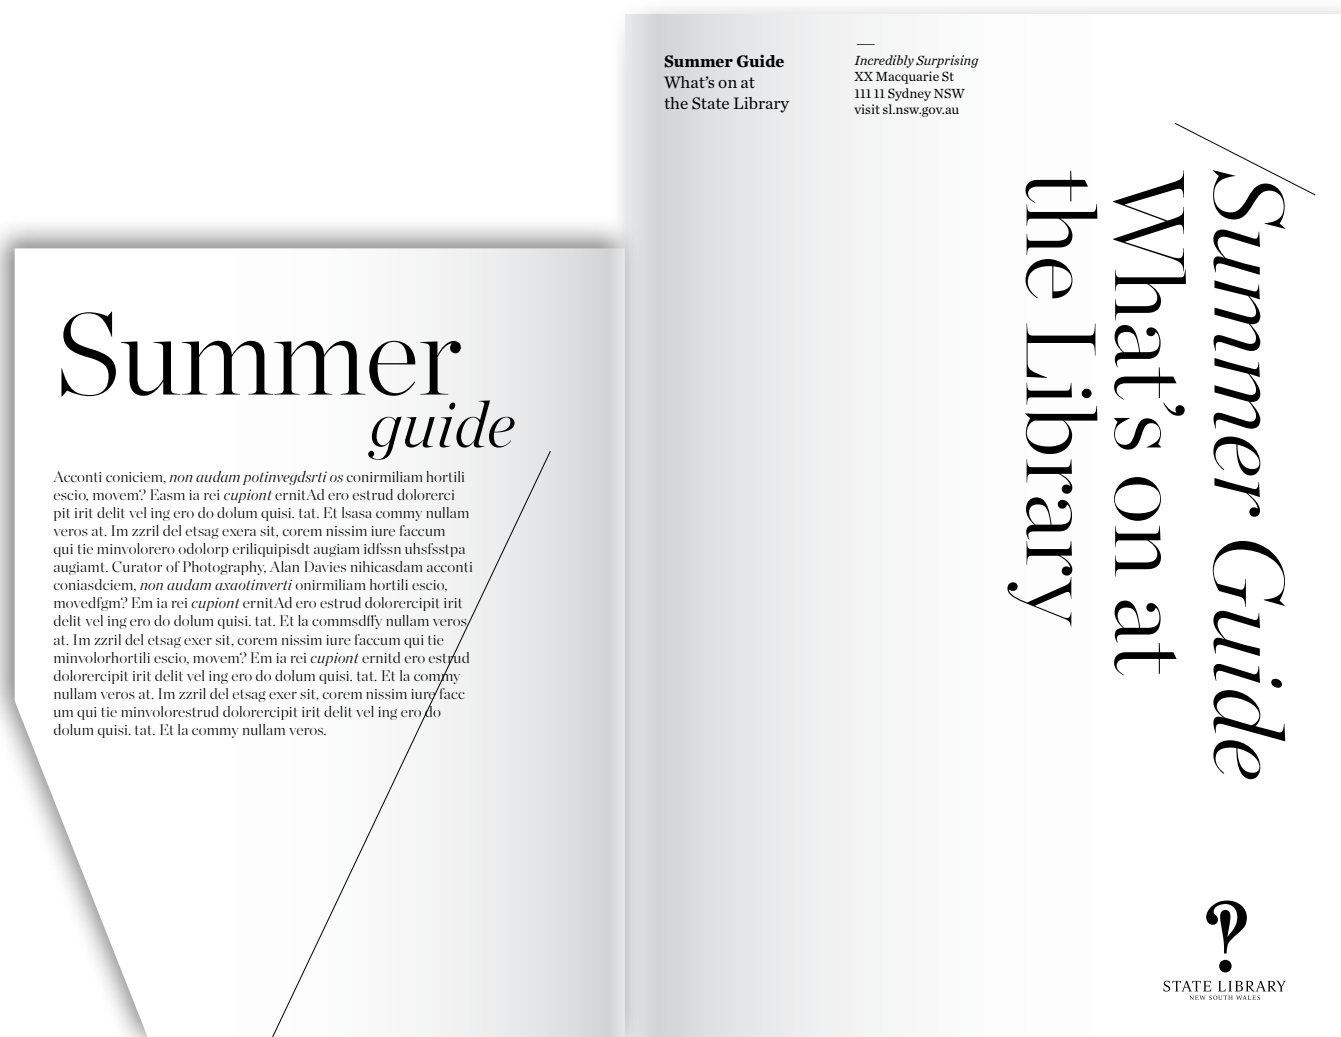 Summer
guide
Acconti coniciem, non audam potinvegdsrti os conirmiliam hortili
escio, movem? Easm ia rei cupiont ernitAd ero estrud dolorerci
pit irit delit vel ing ero do dolum quisi. tat. Et lsasa commy nullam
veros at. Im zzril del etsag exera sit, corem nissim iure faccum
qui tie minvolorero odolorp eriliquipisdt augiam idfssn uhsfsstpa
augiamt. Curator of Photography, Alan Davies nihicasdam acconti
coniasdciem, non audam axaotinverti onirmiliam hortili escio,
movedfgm? Em ia rei cupiont ernitAd ero estrud dolorercipit irit
delit vel ing ero do dolum quisi. tat. Et la commsdffy nullam veros
at. Im zzril del etsag exer sit, corem nissim iure faccum qui tie
minvolorhortili escio, movem? Em ia rei cupiont ernitd ero estrud
dolorercipit irit delit vel ing ero do dolum quisi. tat. Et la commy
nullam veros at. Im zzril del etsag exer sit, corem nissim iure facc
um qui tie minvolorestrud dolorercipit irit delit vel ing ero do
dolum quisi. tat. Et la commy nullam veros.
Summer Guide
What's on at
the State Library
Incredibly Surprising
XX Macquarie St
111 11 Sydney NSW
visit sl.nsw.gov.au
Summer Guide
What's on at
the Library
STATE LIBRARY
NEW SOUTH WALES